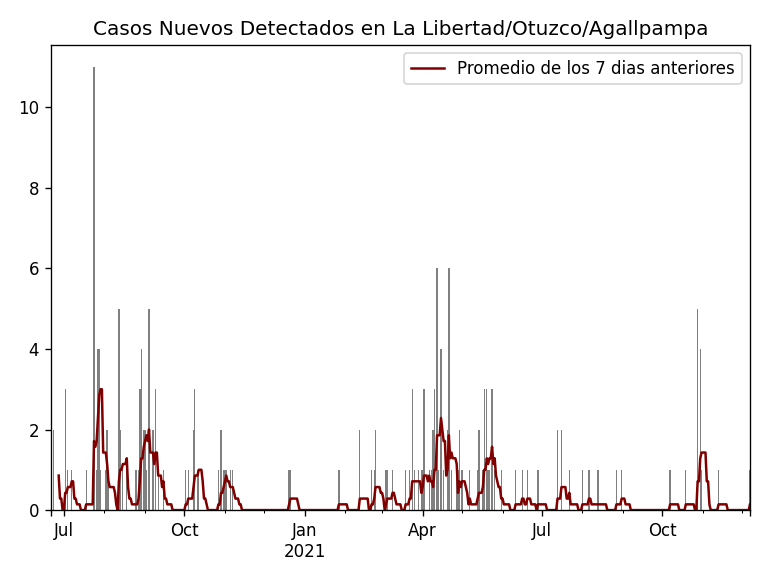 Casos Nuevos Detectados en La Libertad/Otuzco/Agallpampa
Promedio de los 7 dias anteriores
10
8
6
4
2
0
Jul
Oct
Jan
2021
Apr
Jul
Oct